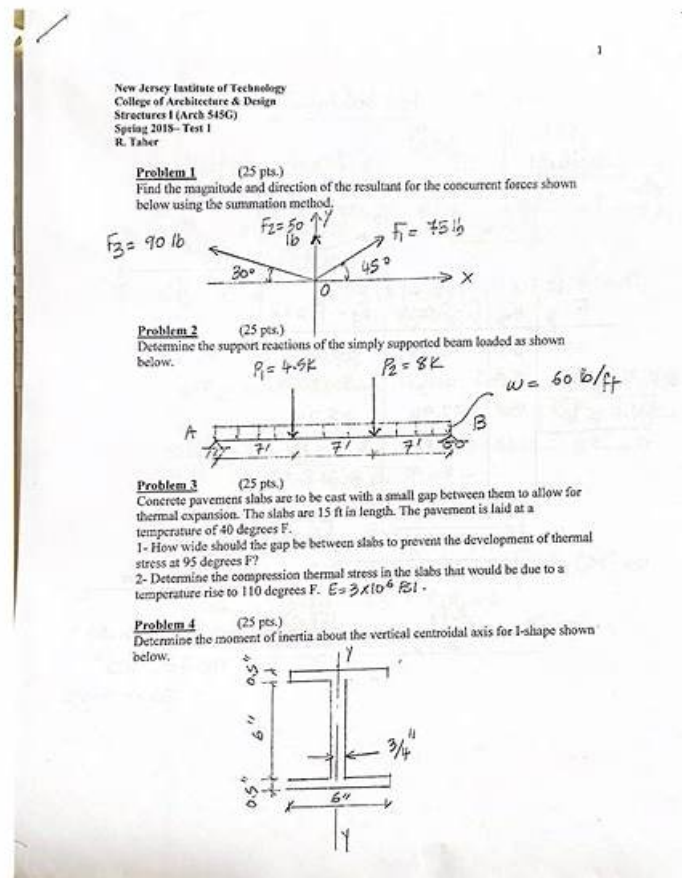 1
New Jersey Institute of Technology
College of Architecture & Design
Structures I (Arch 545G)
Spring 2018– Test 1
R. Taher
Problem 1 (25 pts.)
Find the magnitude and direction of the resultant for the concurrent forces shown
below using the summation method.
F3= 90 lb
F2= 50 lb
Y
F1= 75 lb
30°
45°
X
O
Problem 2 (25 pts.)
Determine the support reactions of the simply supported beam loaded as shown
below.
P1= 4.5K
P2= 8K
w= 60 lb/ft
A
B
7'
7'
7'
Problem 3 (25 pts.)
Concrete pavement slabs are to be cast with a small gap between them to allow for
thermal expansion. The slabs are 15 ft in length. The pavement is laid at a
temperature of 40 degrees F.
1- How wide should the gap be between slabs to prevent the development of thermal
stress at 95 degrees F?
2- Determine the compression thermal stress in the slabs that would be due to a
temperature rise to 110 degrees F. E=3x10⁶ PSI.
Problem 4 (25 pts.)
Determine the moment of inertia about the vertical centroidal axis for I-shape shown
below.
Y
0.5"
6"
3/4"
0.5"
6"
Y